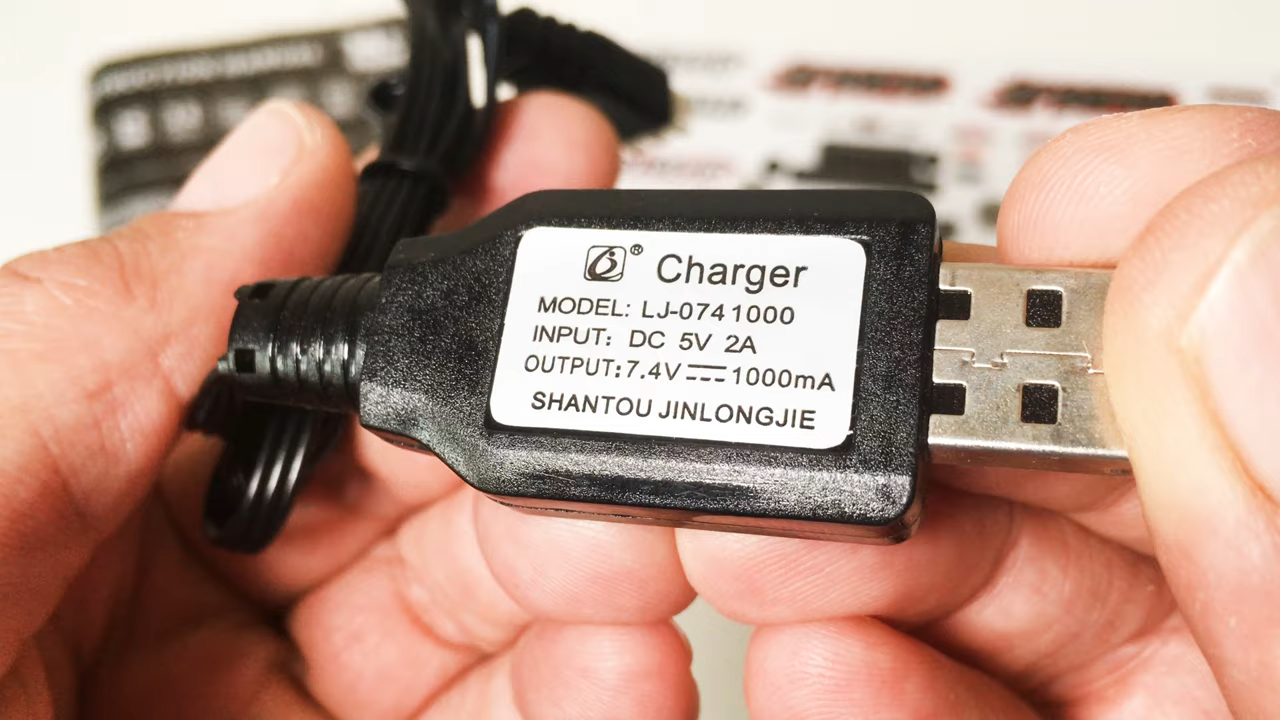 ® Charger
MODEL: LJ-0741000
INPUT: DC 5V 2A
OUTPUT:7.4V 1000mA
SHANTOU JINLONGJIE